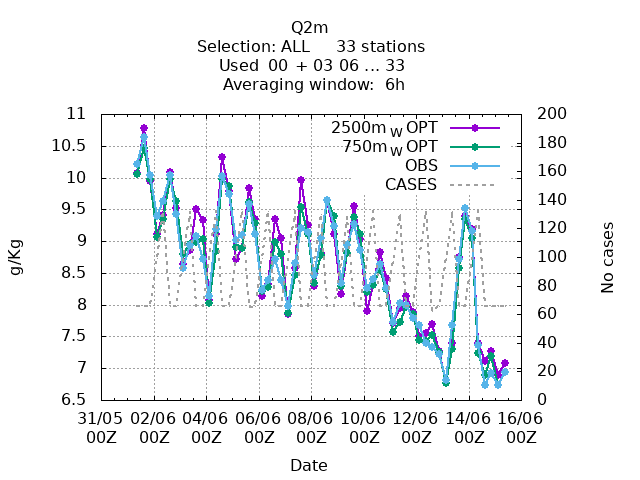 Q2m
Selection: ALL 33 stations
Used 00 + 03 06 ... 33
Averaging window: 6h
11
10.5
10
9.5
9
8.5
8
7.5
7
6.5
g/Kg
200
180
160
140
120
100
80
60
40
20
0
No cases
2500m W OPT
750m W OPT
OBS
CASES
31/05 02/06 04/06 06/06 08/06 10/06 12/06 14/06 16/06
00Z 00Z 00Z 00Z 00Z 00Z 00Z 00Z 00Z
Date